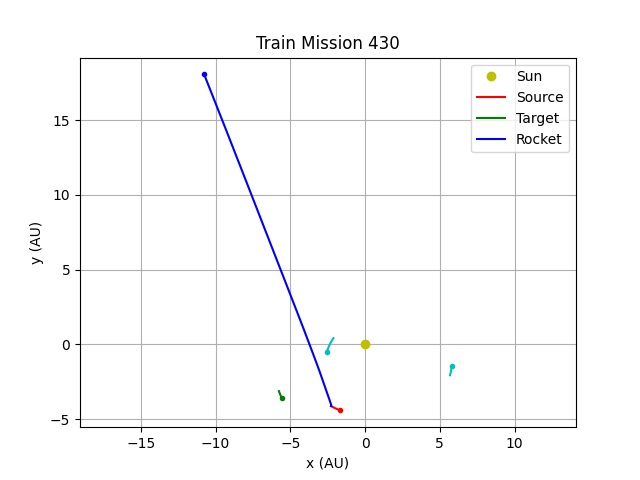 Train Mission 430
Sun
Source
Target
Rocket
15
10
5
0
−5
y (AU)
−15
−10
−5
0
5
10
x (AU)